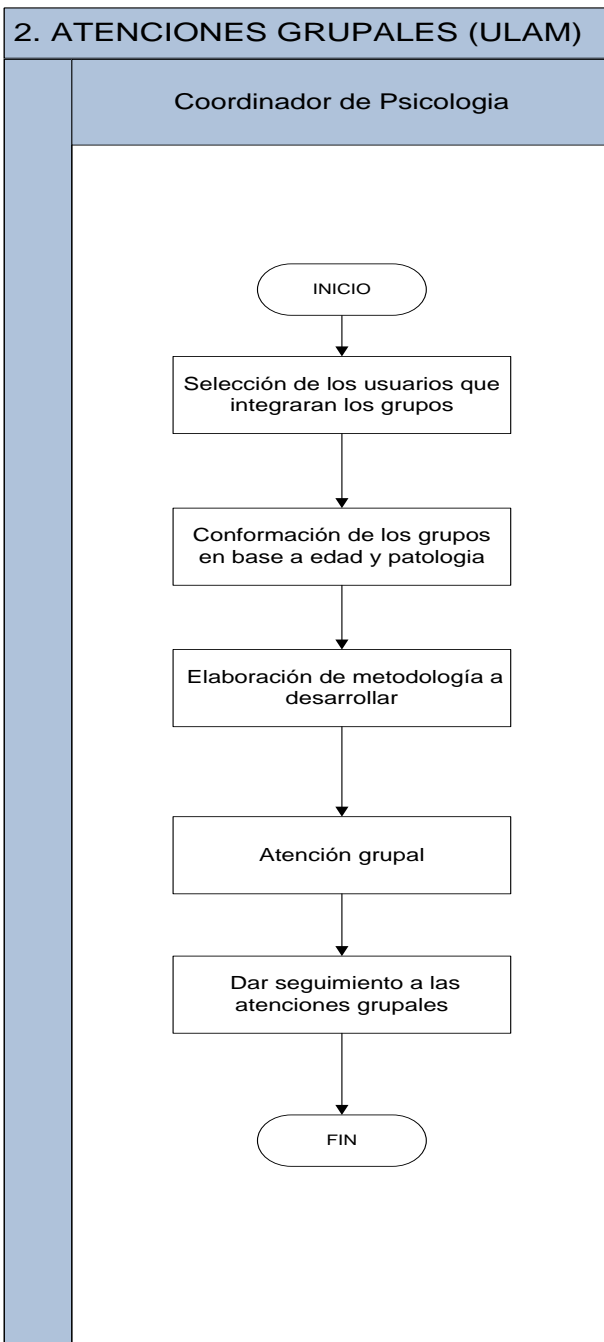 2. ATENCIONES GRUPALES (ULAM)
Coordinador de Psicologia
INICIO
Selección de los usuarios que
integraran los grupos
Conformación de los grupos
en base a edad y patologia
Elaboración de metodología a
desarrollar
Atención grupal
Dar seguimiento a las
atenciones grupales
FIN